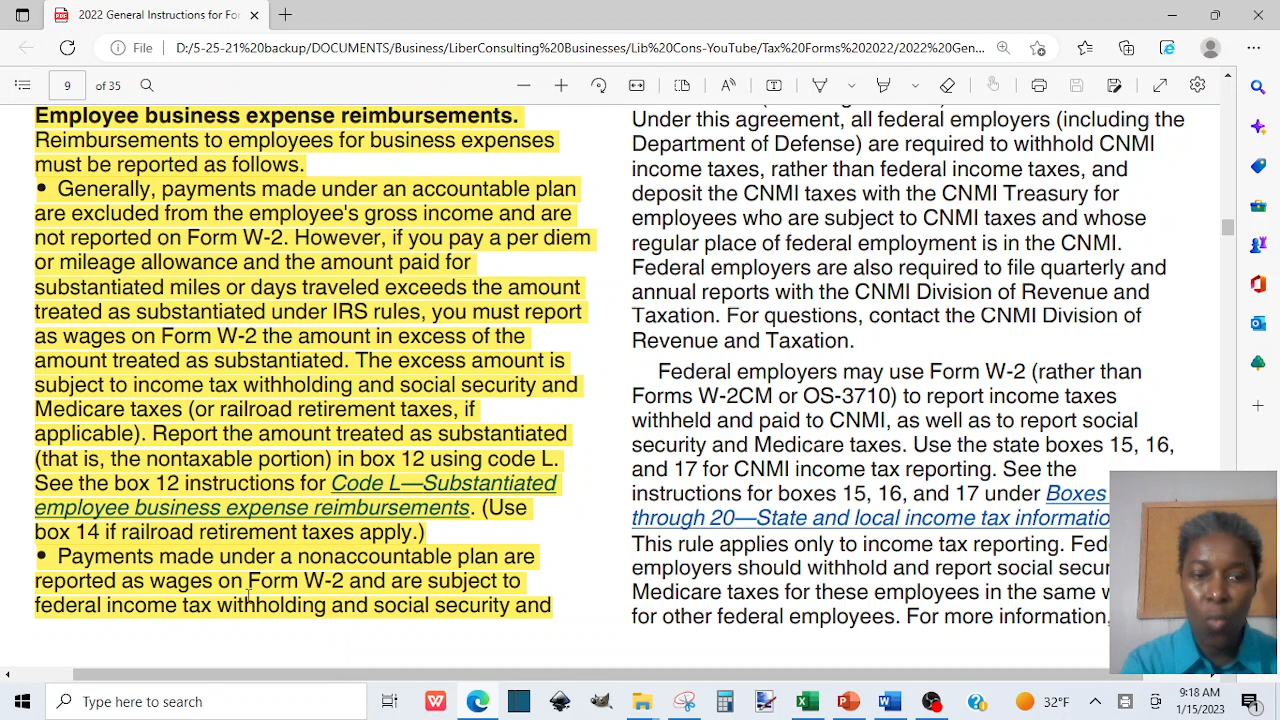 2022 General Instructions for Fo
File
D:/5-25-21%20backup/DOCUMENTS/Business/LiberConsulting%20Businesses/Lib%20Cons-YouTube/Tax%20Forms%202022/2022%20Gen...
9 of 35
Employee business expense reimbursements.
Reimbursements to employees for business expenses
must be reported as follows.
• Generally, payments made under an accountable plan
are excluded from the employee's gross income and are
not reported on Form W-2. However, if you pay a per diem
or mileage allowance and the amount paid for
substantiated miles or days traveled exceeds the amount
treated as substantiated under IRS rules, you must report
as wages on Form W-2 the amount in excess of the
amount treated as substantiated. The excess amount is
subject to income tax withholding and social security and
Medicare taxes (or railroad retirement taxes, if
applicable). Report the amount treated as substantiated
(that is, the nontaxable portion) in box 12 using code L.
See the box 12 instructions for Code L—Substantiated
employee business expense reimbursements. (Use
box 14 if railroad retirement taxes apply.)
• Payments made under a nonaccountable plan are
reported as wages on Form W-2 and are subject to
federal income tax withholding and social security and
Under this agreement, all federal employers (including the
Department of Defense) are required to withhold CNMI
income taxes, rather than federal income taxes, and
deposit the CNMI taxes with the CNMI Treasury for
employees who are subject to CNMI taxes and whose
regular place of federal employment is in the CNMI.
Federal employers are also required to file quarterly and
annual reports with the CNMI Division of Revenue and
Taxation. For questions, contact the CNMI Division of
Revenue and Taxation.
Federal employers may use Form W-2 (rather than
Forms W-2CM or OS-3710) to report income taxes
withheld and paid to CNMI, as well as to report social
security and Medicare taxes. Use the state boxes 15, 16,
and 17 for CNMI income tax reporting. See the
instructions for boxes 15, 16, and 17 under Boxes
through 20—State and local income tax informatio
This rule applies only to income tax reporting. Fed
employers should withhold and report social secur
Medicare taxes for these employees in the same w
for other federal employees. For more information,
Type here to search
32°F
9:18 AM
1/15/2023